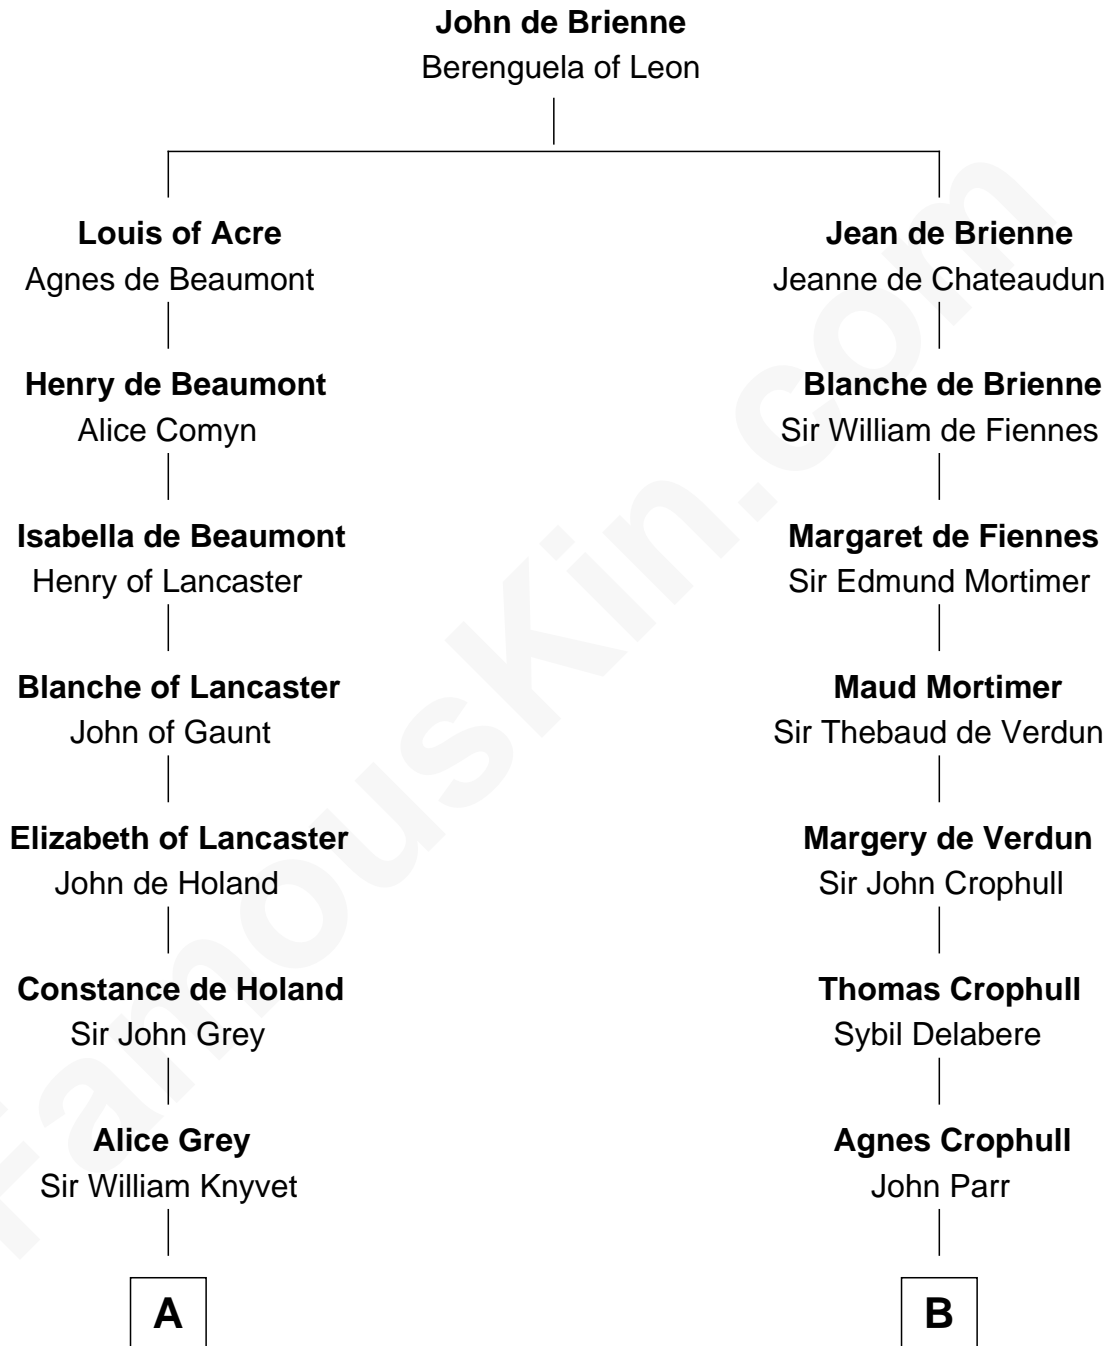 John de Brienne
Berenguela of Leon
Louis of Acre
Agnes de Beaumont
Jean de Brienne
Jeanne de Chateaudun
Henry de Beaumont
Alice Comyn
Blanche de Brienne
Sir William de Fiennes
Isabella de Beaumont
Henry of Lancaster
Margaret de Fiennes
Sir Edmund Mortimer
Blanche of Lancaster
John of Gaunt
Maud Mortimer
Sir Thebaud de Verdun
Elizabeth of Lancaster
John de Holand
Margery de Verdun
Sir John Crophull
Constance de Holand
Sir John Grey
Thomas Crophull
Sybil Delabere
Alice Grey
Sir William Knyvet
Agnes Crophull
John Parr
A
B
FamousKin.com